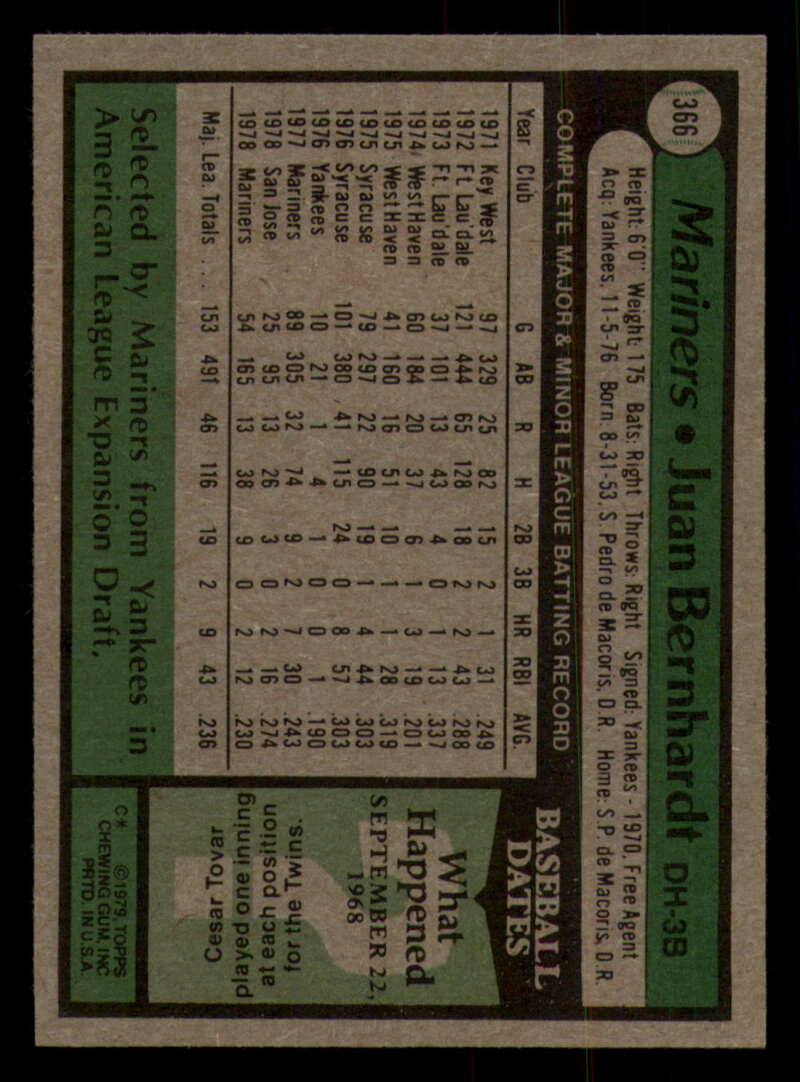 366
Mariners • Juan Bernhardt DH-3B
Height: 6'0" Weight: 175 Bats: Right Throws: Right Signed: Yankees - 1970, Free Agent
Acq: Yankees, 11-5-76 Born: 8-31-53, S. Pedro de Macoris, D.R. Home: S.P. de Macoris, D.R.
COMPLETE MAJOR & MINOR LEAGUE BATTING RECORD
Year Club G AB R H 2B 3B HR RBI AVG.
1971 Key West 97 329 25 82 15 2 1 31 .249
1972 Ft. Lau'dale 121 444 65 128 18 2 2 43 .288
1973 Ft. Lau'dale 37 101 13 43 4 0 1 13 .337
1974 West Haven 60 184 20 37 6 1 3 19 .201
1975 West Haven 41 160 16 51 10 1 1 28 .319
1975 Syracuse 79 297 22 90 19 1 4 44 .303
1976 Syracuse 101 380 41 115 24 0 8 57 .303
1976 Yankees 10 21 1 4 1 0 0 1 .190
1977 Mariners 89 305 32 74 9 2 7 30 .243
1978 San Jose 25 95 13 26 3 0 2 16 .274
1978 Mariners 54 165 13 38 9 0 2 12 .230
Maj. Lea. Totals . . . . 153 491 46 116 19 2 9 43 .236
Selected by Mariners from Yankees in
American League Expansion Draft.
BASEBALL
DATES
What
Happened
SEPTEMBER 22,
1968
Cesar Tovar
played one inning
at each position
for the Twins.
C* ©1979, TOPPS
CHEWING GUM, INC
PRTD. IN U.S.A.